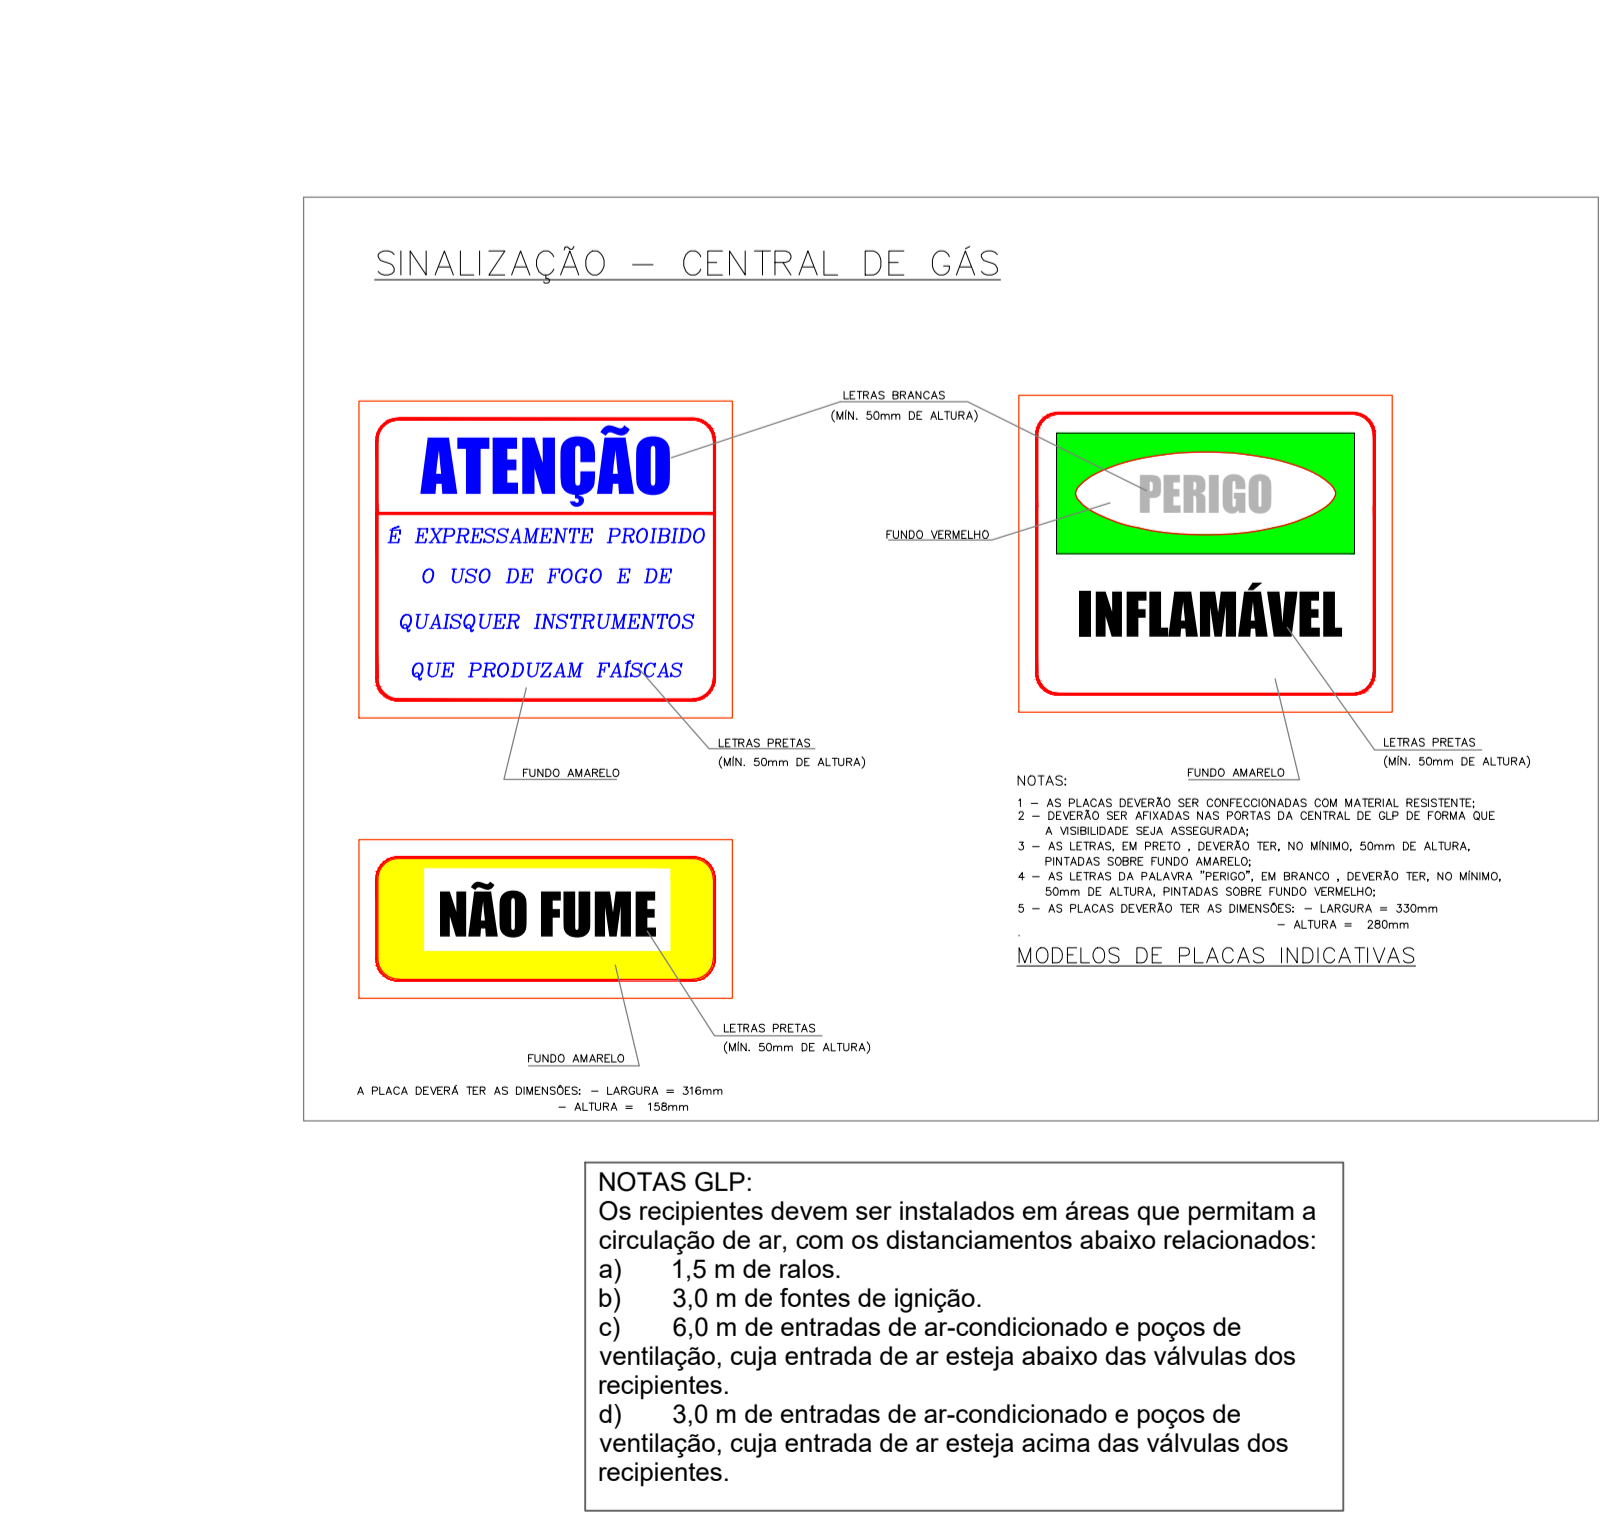 SINALIZAÇÃO – CENTRAL DE GÁS
ATENÇÃO
É EXPRESSAMENTE PROIBIDO
O USO DE FOGO E DE
QUAISQUER INSTRUMENTOS
QUE PRODUZAM FAÍSCAS
LETRAS BRANCAS
(MÍN. 50mm DE ALTURA)
FUNDO VERMELHO
PERIGO
INFLAMÁVEL
LETRAS PRETAS
(MÍN. 50mm DE ALTURA)
FUNDO AMARELO
LETRAS PRETAS
(MÍN. 50mm DE ALTURA)
FUNDO AMARELO
NOTAS:
1 – AS PLACAS DEVERÃO SER CONFECCIONADAS COM MATERIAL RESISTENTE;
2 – DEVERÃO SER AFIXADAS NAS PORTAS DA CENTRAL DE GLP DE FORMA QUE
A VISIBILIDADE SEJA ASSEGURADA;
3 – AS LETRAS, EM PRETO , DEVERÃO TER, NO MÍNIMO, 50mm DE ALTURA,
PINTADAS SOBRE FUNDO AMARELO;
4 – AS LETRAS DA PALAVRA "PERIGO", EM BRANCO , DEVERÃO TER, NO MÍNIMO,
50mm DE ALTURA, PINTADAS SOBRE FUNDO VERMELHO;
5 – AS PLACAS DEVERÃO TER AS DIMENSÕES: – LARGURA = 330mm
– ALTURA = 280mm
MODELOS DE PLACAS INDICATIVAS
NÃO FUME
LETRAS PRETAS
(MÍN. 50mm DE ALTURA)
FUNDO AMARELO
A PLACA DEVERÁ TER AS DIMENSÕES: – LARGURA = 316mm
– ALTURA = 158mm
NOTAS GLP:
Os recipientes devem ser instalados em áreas que permitam a
circulação de ar, com os distanciamentos abaixo relacionados:
a) 1,5 m de ralos.
b) 3,0 m de fontes de ignição.
c) 6,0 m de entradas de ar-condicionado e poços de
ventilação, cuja entrada de ar esteja abaixo das válvulas dos
recipientes.
d) 3,0 m de entradas de ar-condicionado e poços de
ventilação, cuja entrada de ar esteja acima das válvulas dos
recipientes.